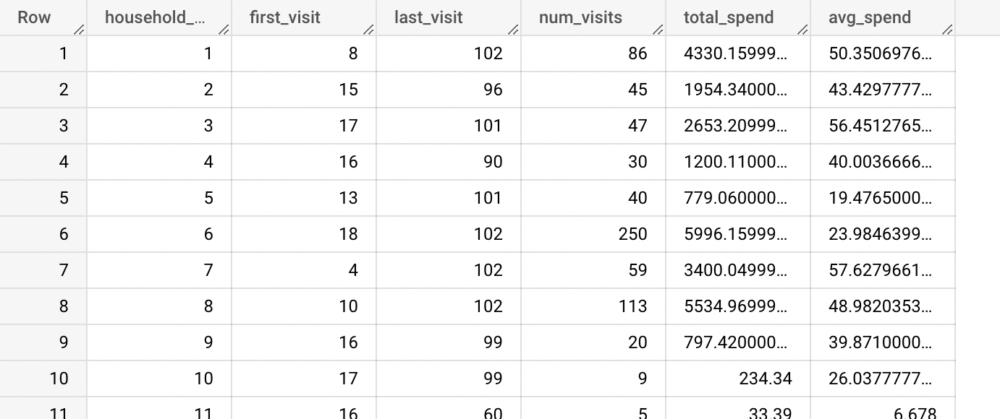 Row household_... first_visit last_visit num_visits total_spend avg_spend
1 1 8 102 86 4330.15999... 50.3506976...
2 2 15 96 45 1954.34000... 43.4297777...
3 3 17 101 47 2653.20999... 56.4512765...
4 4 16 90 30 1200.11000... 40.0036666...
5 5 13 101 40 779.060000... 19.4765000...
6 6 18 102 250 5996.15999... 23.9846399...
7 7 4 102 59 3400.04999... 57.6279661...
8 8 10 102 113 5534.96999... 48.9820353...
9 9 16 99 20 797.420000... 39.8710000...
10 10 17 99 9 234.34 26.0377777...
11 11 16 60 5 33.39 6.678